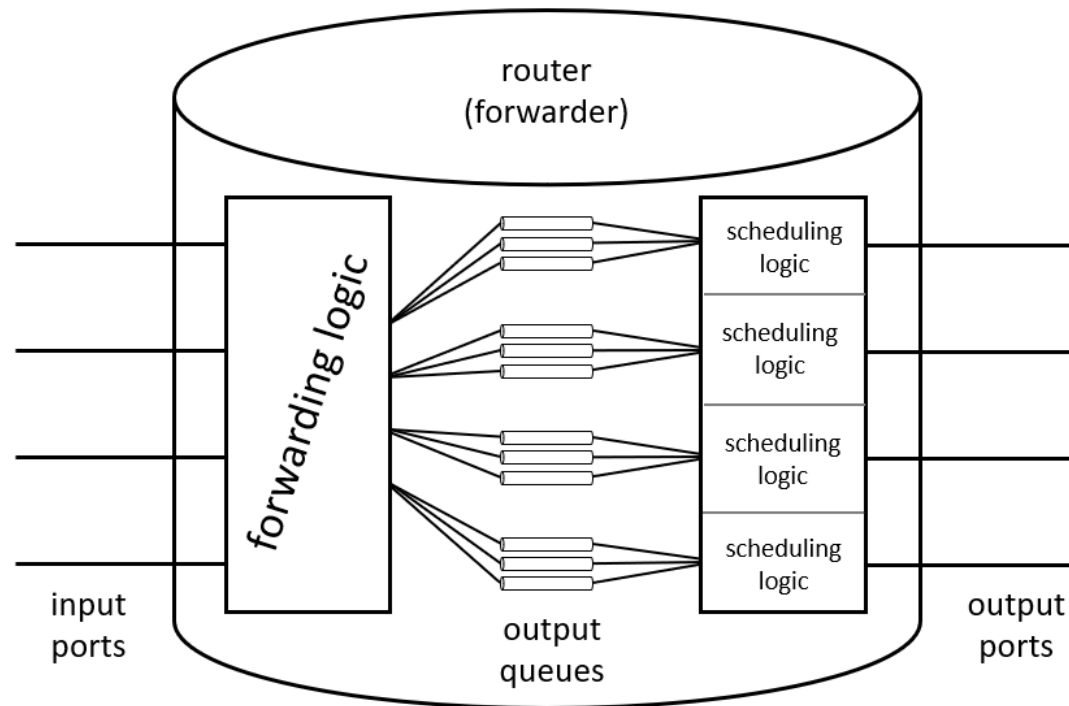 router
(forwarder)
forwarding logic
scheduling
logic
scheduling
logic
scheduling
logic
scheduling
logic
input
ports
output
queues
output
ports